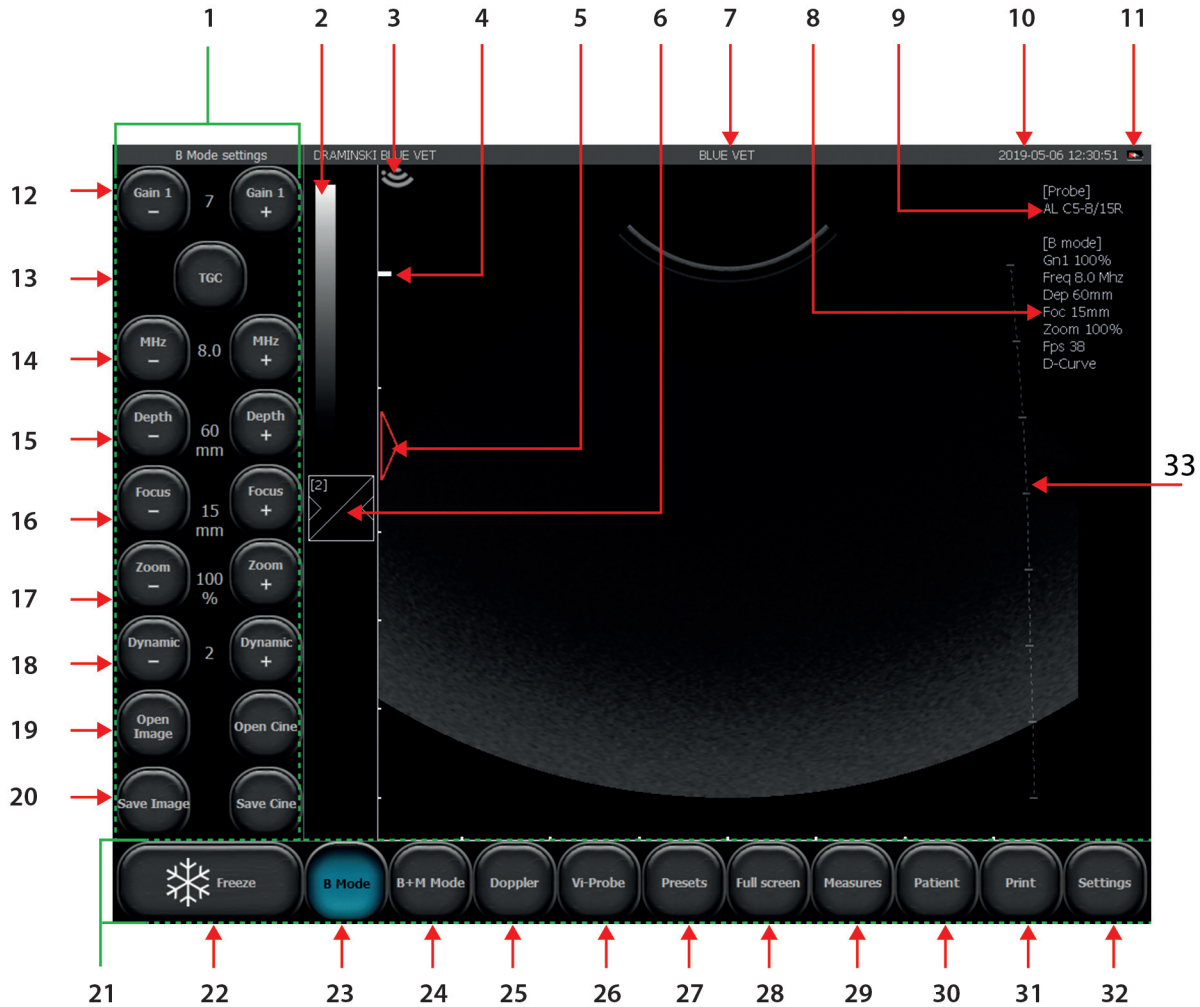 1 2 3 4 5 6 7 8 9 10 11
B Mode settings DRAMINSKI BLUE VET BLUE VET 2019-05-06 12:30:51
12
Gain 1
−
7
Gain 1
+
13
TGC
14
MHz
−
8.0
MHz
+
15
Depth
−
60
mm
Depth
+
16
Focus
−
15
mm
Focus
+
17
Zoom
−
100
%
Zoom
+
18
Dynamic
−
2
Dynamic
+
19
Open
Image
Open Cine
20
Save Image
Save Cine
[2]
[Probe]
AL C5-8/15R
[B mode]
Gn1 100%
Freq 8.0 Mhz
Dep 60mm
Foc 15mm
Zoom 100%
Fps 38
D-Curve
33
Freeze B Mode B+M Mode Doppler Vi-Probe Presets Full screen Measures Patient Print Settings
21 22 23 24 25 26 27 28 29 30 31 32